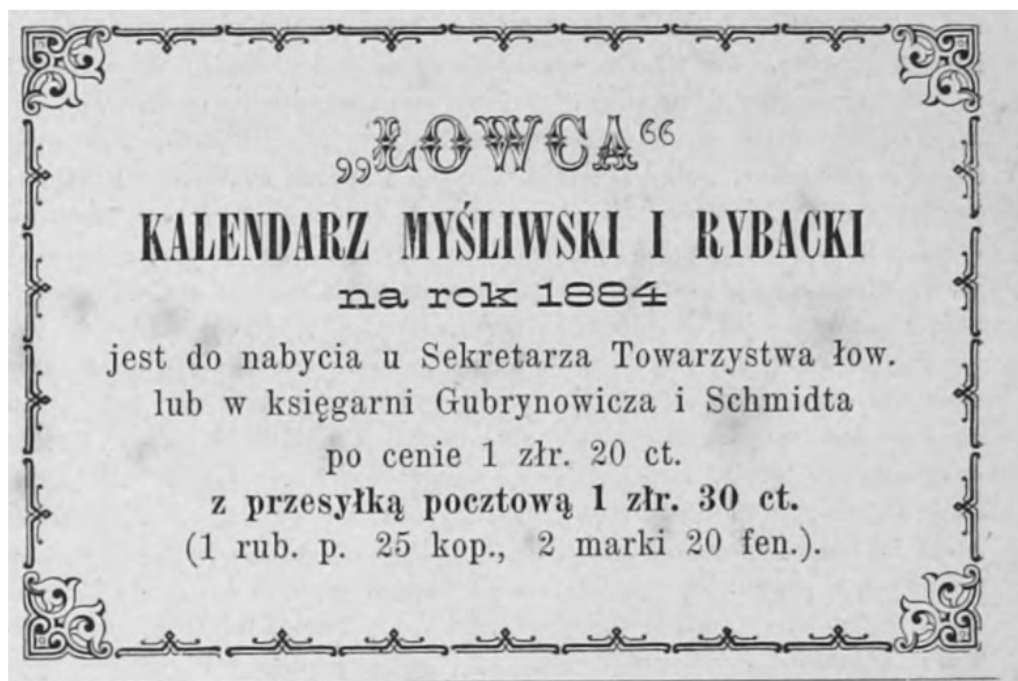 „ŁOWCA“
KALENDARZ MYŚLIWSKI I RYBACKI
na rok 1884
jest do nabycia u Sekretarza Towarzystwa łow.
lub w księgarni Gubrynowicza i Schmidta
po cenie 1 złr. 20 ct.
z przesyłką pocztową 1 złr. 30 ct.
(1 rub. p. 25 kop., 2 marki 20 fen.).